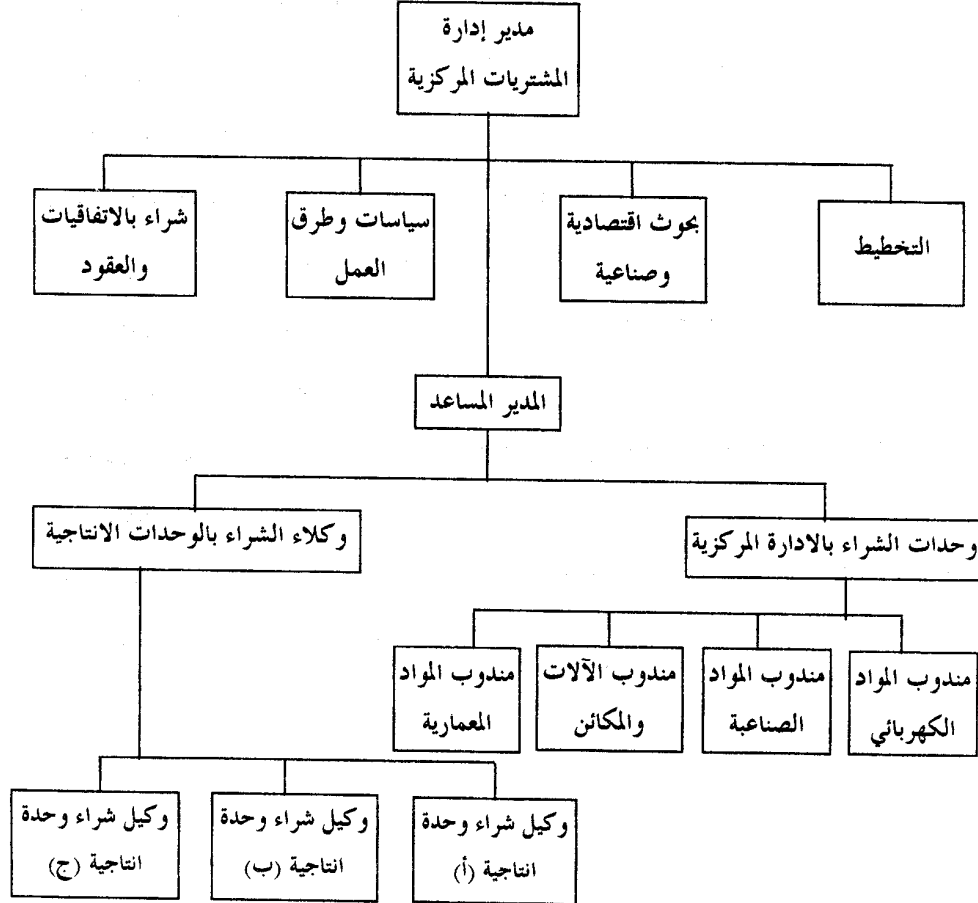 مدير إدارة
المشتريات المركزية
التخطيط
بحوث اقتصادية
وصناعية
سياسات وطرق
العمل
شراء بالاتفاقيات
والعقود
المدير المساعد
وحدات الشراء بالادارة المركزية
وكلاء الشراء بالوحدات الانتاجية
مندوب المواد
الكهربائي
مندوب المواد
الصناعبة
مندوب الآلات
والمكائن
مندوب المواد
المعمارية
وكيل شراء وحدة
انتاجية (أ)
وكيل شراء وحدة
انتاجية (ب)
وكيل شراء وحدة
انتاجية (ج)